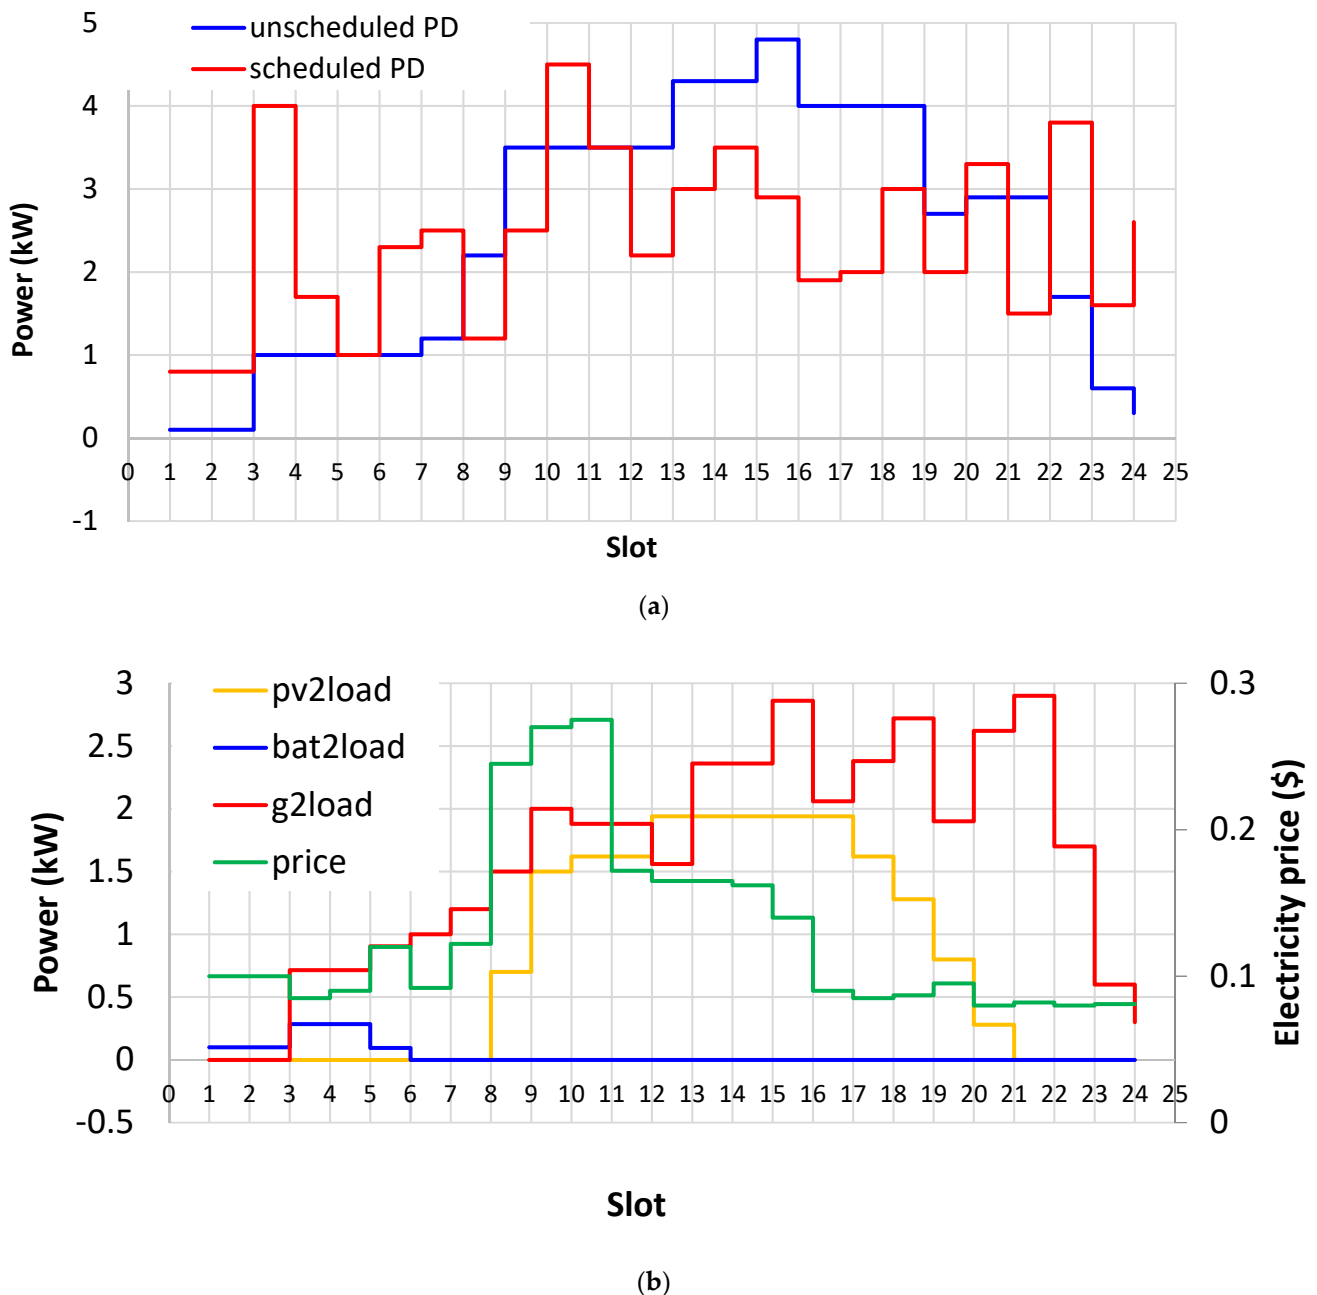 unscheduled PD
scheduled PD
5
4
3
2
1
0
-1
Power (kW)
0 1 2 3 4 5 6 7 8 9 10 11 12 13 14 15 16 17 18 19 20 21 22 23 24 25
Slot
(a)
pv2load
bat2load
g2load
price
3
2.5
2
1.5
1
0.5
0
-0.5
Power (kW)
0.3
0.2
0.1
0
Electricity price ($)
0 1 2 3 4 5 6 7 8 9 10 11 12 13 14 15 16 17 18 19 20 21 22 23 24 25
Slot
(b)